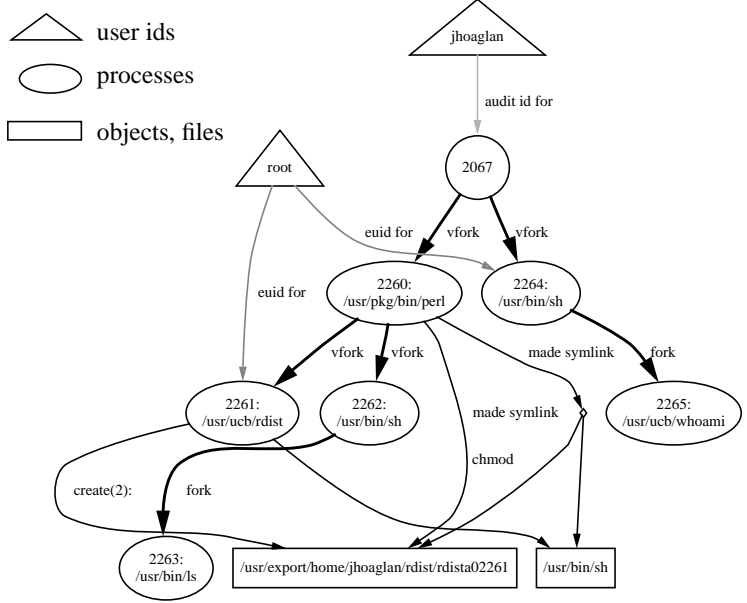 user ids
processes
objects, files
jhoaglan
audit id for
root
2067
euid for
vfork
vfork
2260:
/usr/pkg/bin/perl
2264:
/usr/bin/sh
euid for
vfork
vfork
made symlink
fork
2261:
/usr/ucb/rdist
2262:
/usr/bin/sh
made symlink
2265:
/usr/ucb/whoami
chmod
create(2):
fork
2263:
/usr/bin/ls
/usr/export/home/jhoaglan/rdist/rdista02261
/usr/bin/sh